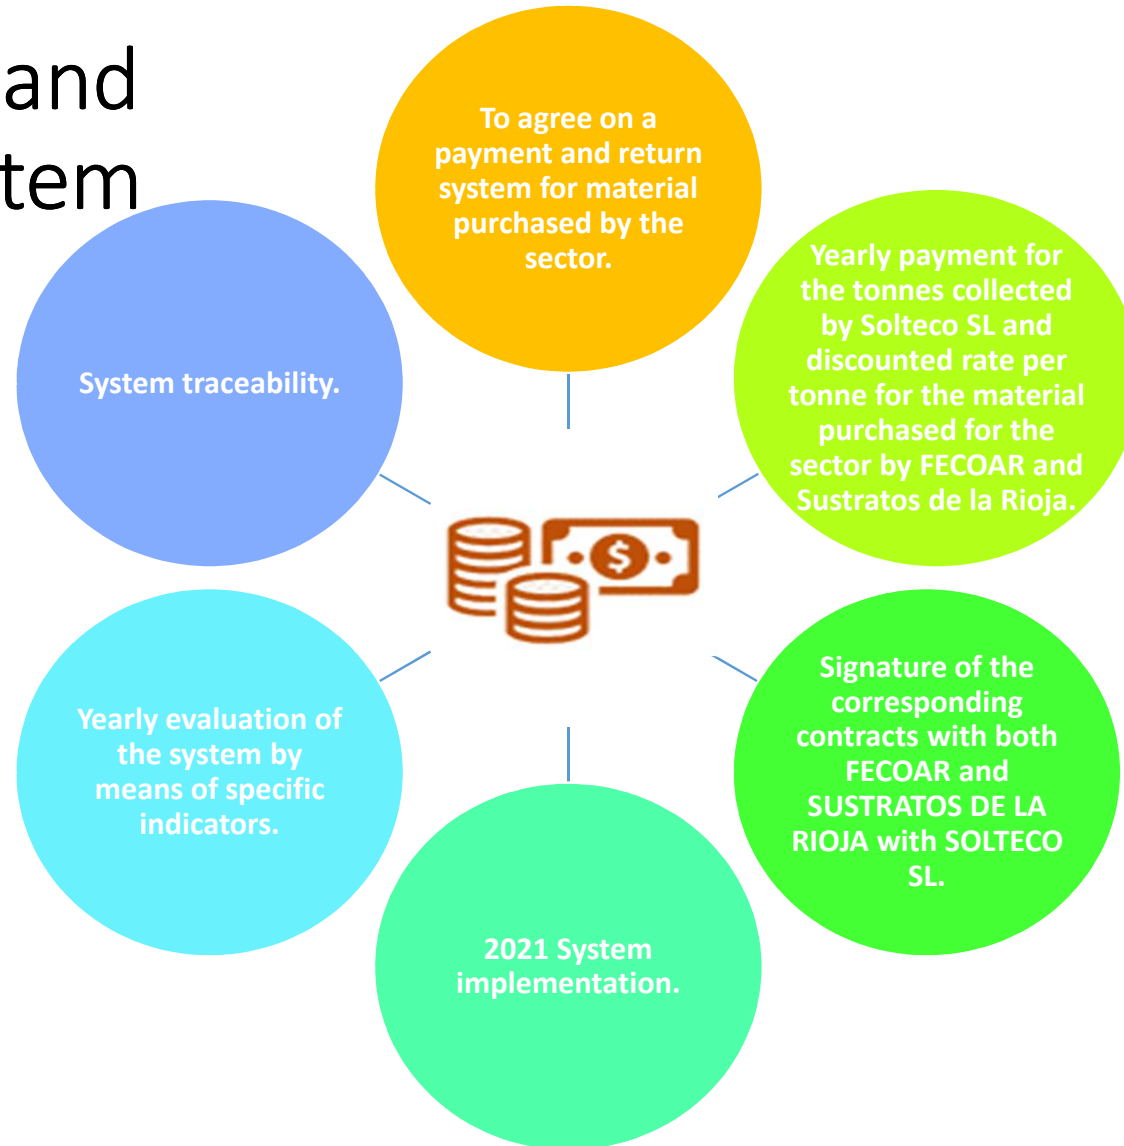 and
tem
To agree on a
payment and return
system for material
purchased by the
sector.
Yearly payment for
the tonnes collected
by Solteco SL and
discounted rate per
tonne for the material
purchased for the
sector by FECOAR and
Sustratos de la Rioja.
Signature of the
corresponding
contracts with both
FECOAR and
SUSTRATOS DE LA
RIOJA with SOLTECO
SL.
2021 System
implementation.
Yearly evaluation of
the system by
means of specific
indicators.
System traceability.
$